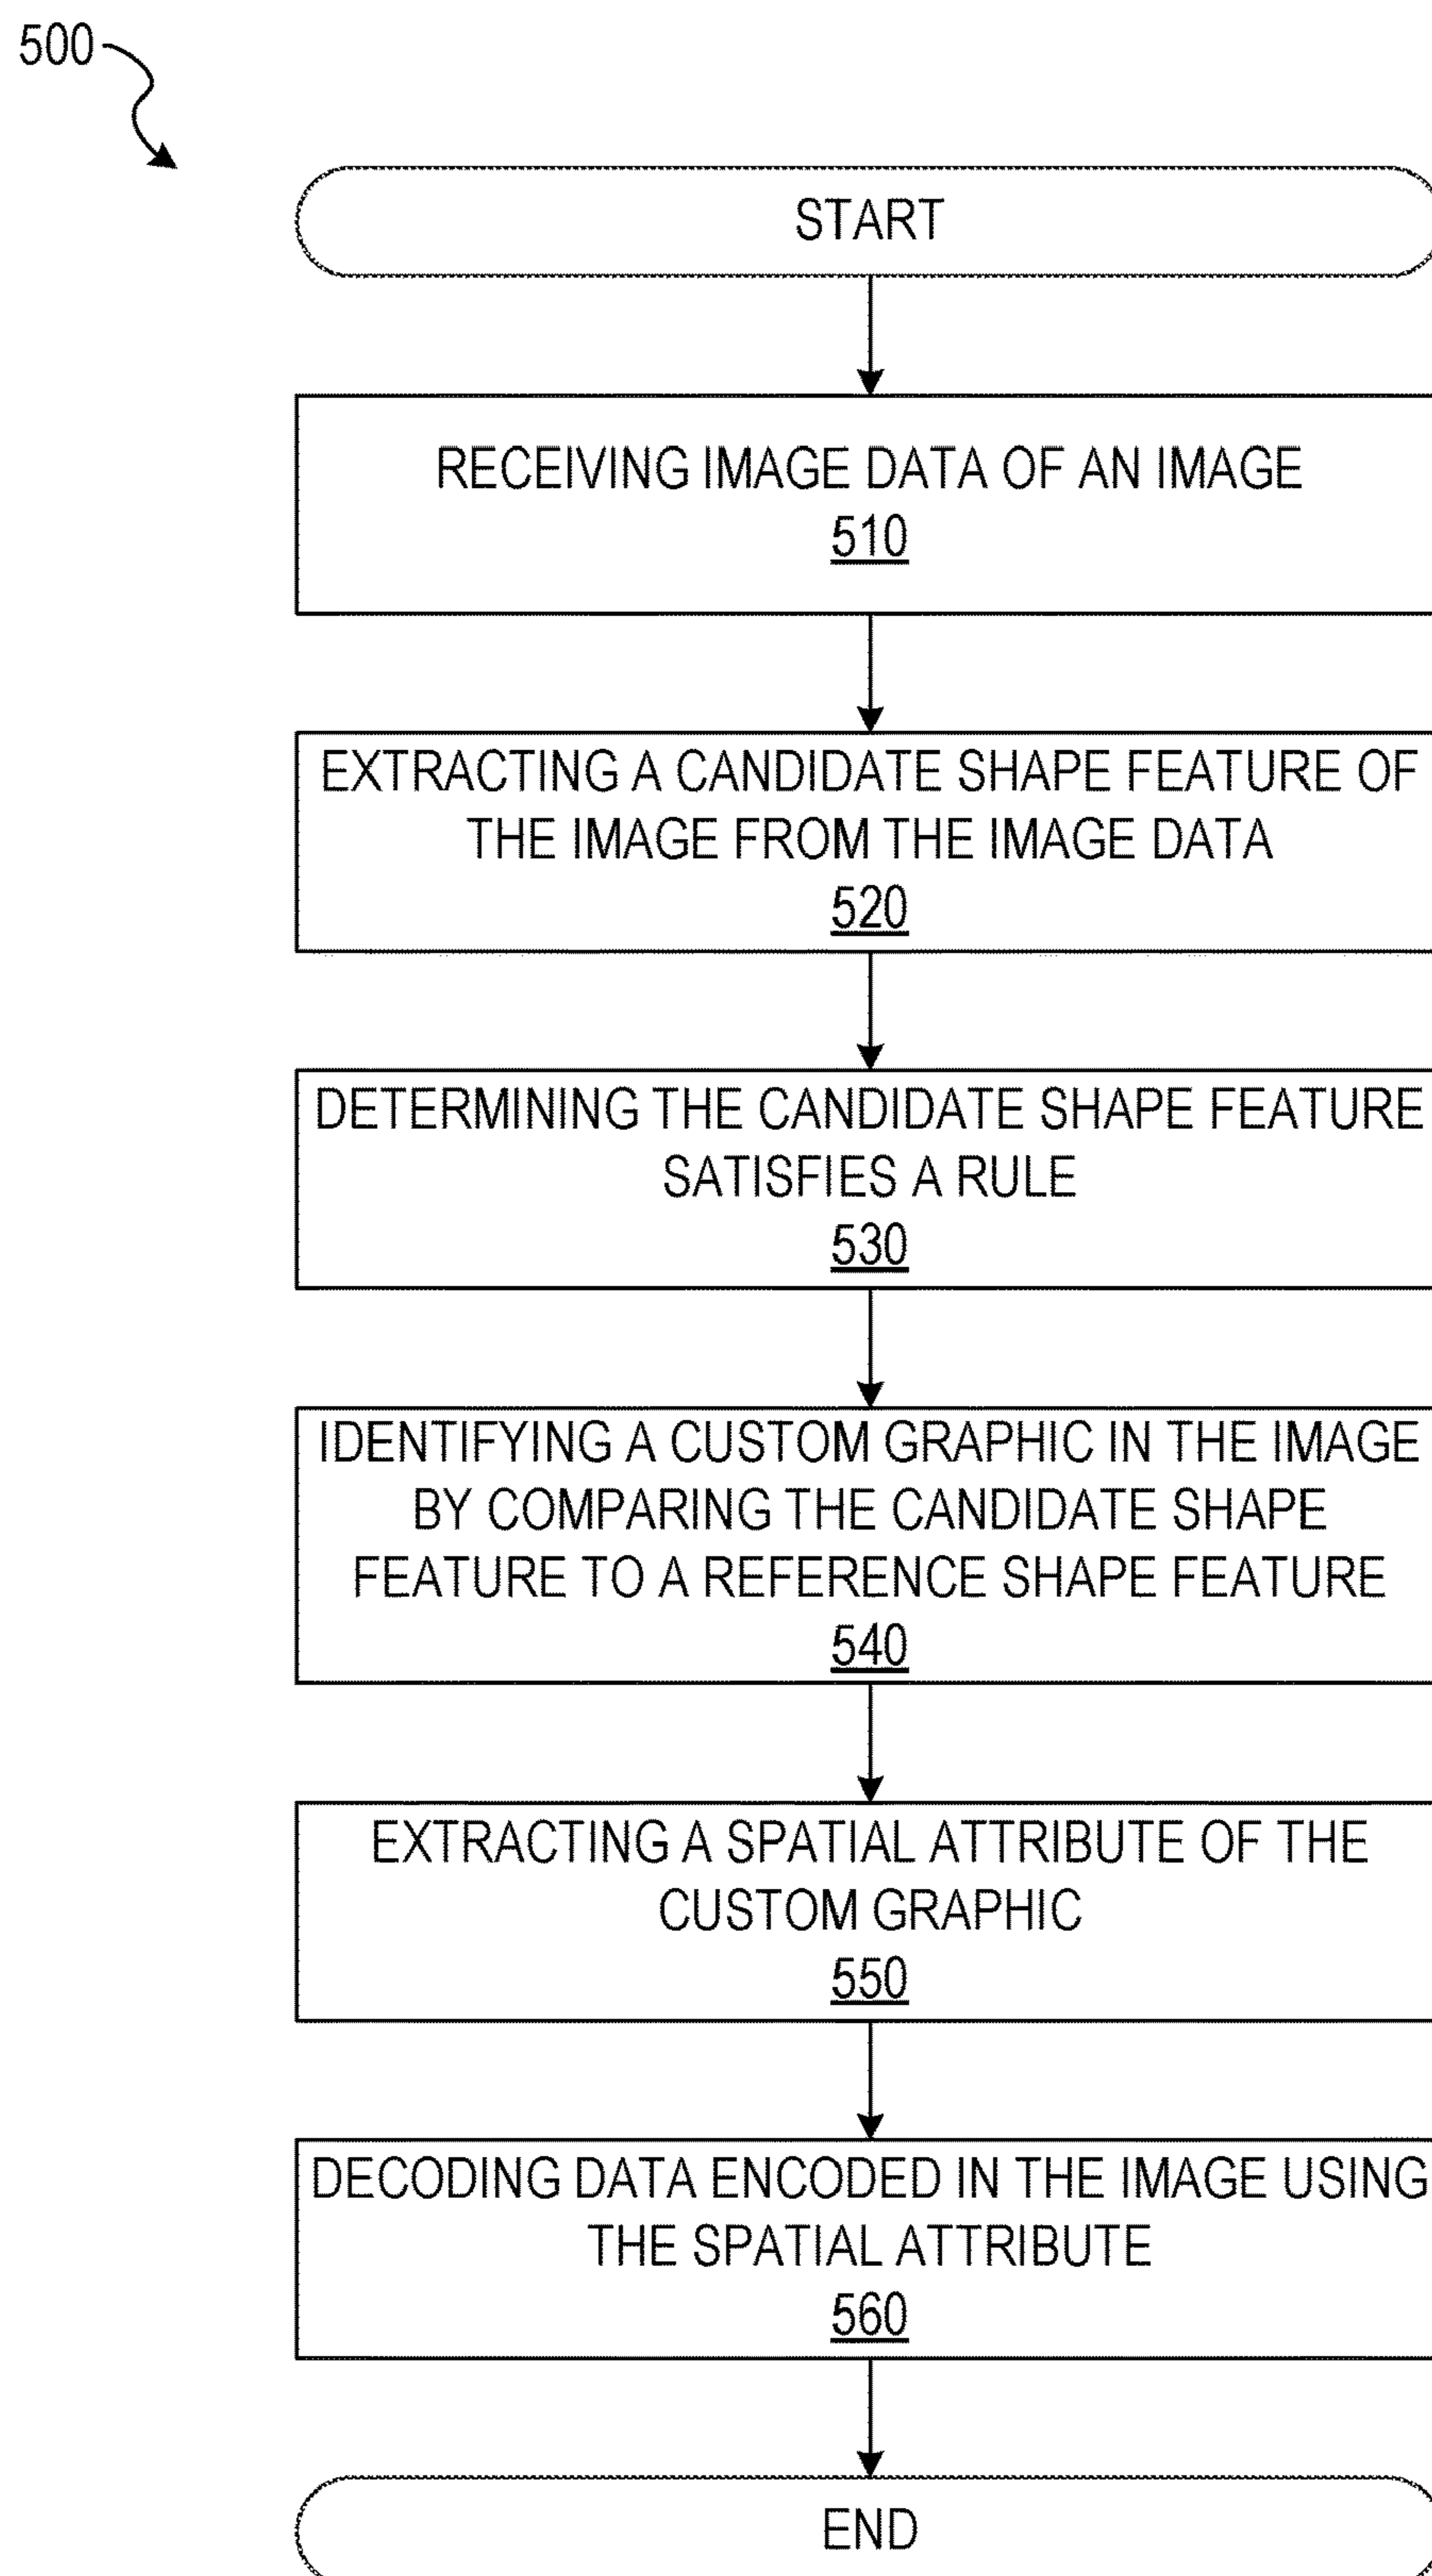 500
START
RECEIVING IMAGE DATA OF AN IMAGE
510
EXTRACTING A CANDIDATE SHAPE FEATURE OF
THE IMAGE FROM THE IMAGE DATA
520
DETERMINING THE CANDIDATE SHAPE FEATURE
SATISFIES A RULE
530
IDENTIFYING A CUSTOM GRAPHIC IN THE IMAGE
BY COMPARING THE CANDIDATE SHAPE
FEATURE TO A REFERENCE SHAPE FEATURE
540
EXTRACTING A SPATIAL ATTRIBUTE OF THE
CUSTOM GRAPHIC
550
DECODING DATA ENCODED IN THE IMAGE USING
THE SPATIAL ATTRIBUTE
560
END